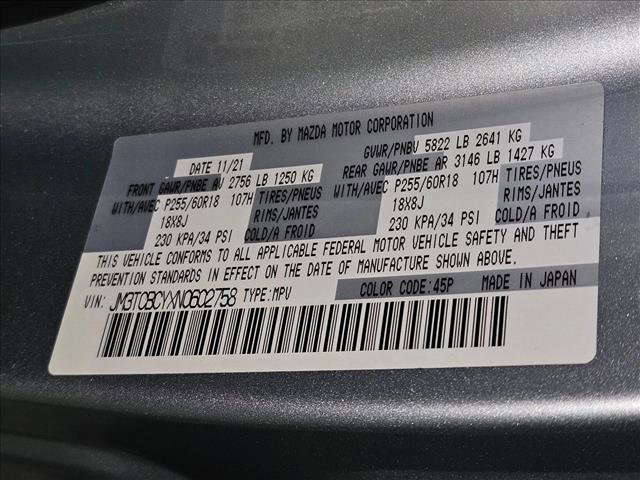 MFD. BY MAZDA MOTOR CORPORATION
DATE 11/21 GVWR/PNBV 5822 LB 2641 KG
FRONT GAWR/PNBE AV 2756 LB 1250 KG REAR GAWR/PNBE AR 3146 LB 1427 KG
WITH/AVEC P255/60R18 107H TIRES/PNEUS WITH/AVEC P255/60R18 107H TIRES/PNEUS
18X8J RIMS/JANTES 18X8J RIMS/JANTES
230 KPA/34 PSI COLD/A FROID 230 KPA/34 PSI COLD/A FROID
THIS VEHICLE CONFORMS TO ALL APPLICABLE FEDERAL MOTOR VEHICLE SAFETY AND THEFT
PREVENTION STANDARDS IN EFFECT ON THE DATE OF MANUFACTURE SHOWN ABOVE.
VIN: JM3TCBCYXN0602758 TYPE:MPV COLOR CODE:45P MADE IN JAPAN